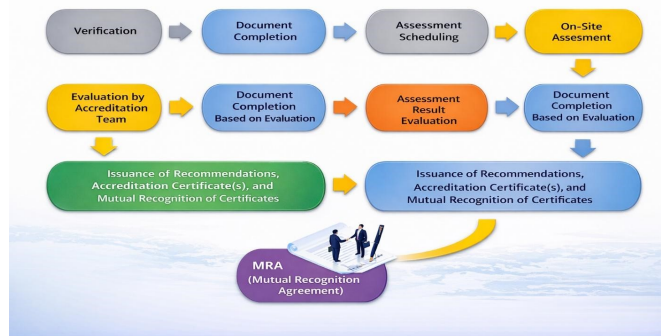 Verification
Document
Completion
Assessment
Scheduling
On-Site
Assesment
Evaluation by
Accreditation
Team
Document
Completion
Based on Evaluation
Assessment
Result
Evaluation
Document
Completion
Based on Evaluation
Issuance of Recommendations,
Accreditation Certificate(s), and
Mutual Recognition of Certificates
Issuance of Recommendations,
Accreditation Certificate(s), and
Mutual Recognition of Certificates
MRA
(Mutual Recognition
Agreement)